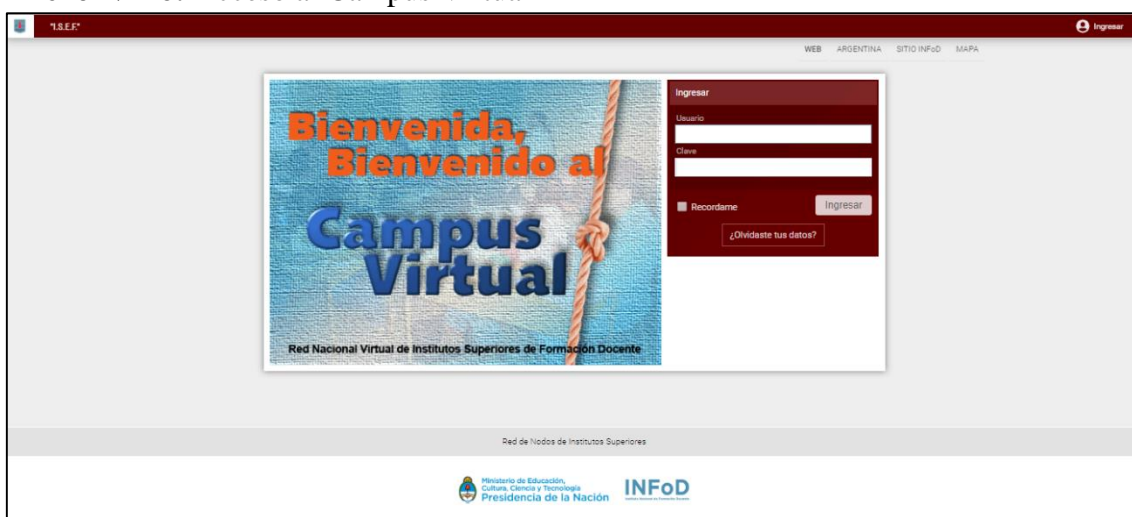 "I.S.E.F."
Ingresar
WEB ARGENTINA SITIO INFoD MAPA
Bienvenida,
Bienvenido al
Campus
Virtual
Red Nacional Virtual de Institutos Superiores de Formación Docente
Ingresar
Usuario
Clave
Recordame
Ingresar
¿Olvidaste tus datos?
Red de Nodos de Institutos Superiores
Ministerio de Educación,
Cultura, Ciencia y Tecnología
Presidencia de la Nación
INFoD